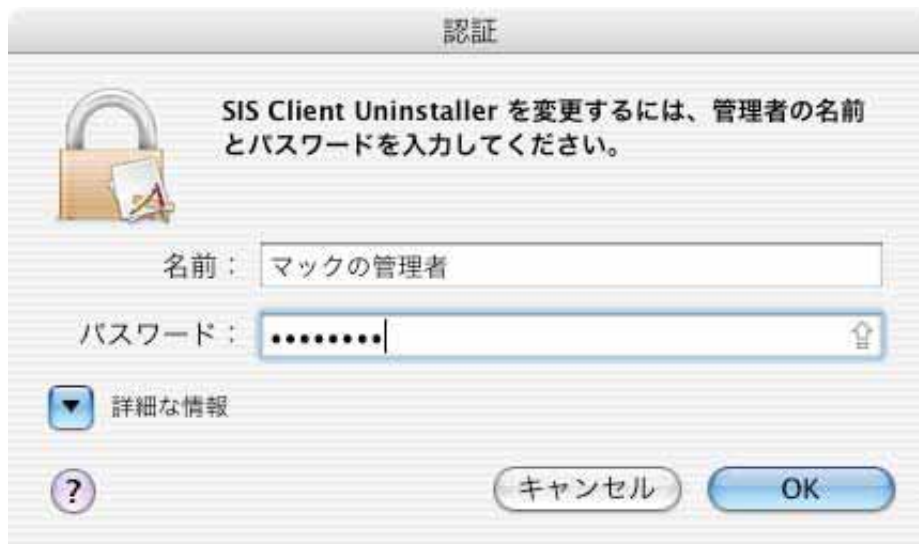 認証
SIS Client Uninstaller を変更するには、管理者の名前
とパスワードを入力してください。
名前：
マックの管理者
パスワード：
••••••••
詳細な情報
?
キャンセル
OK